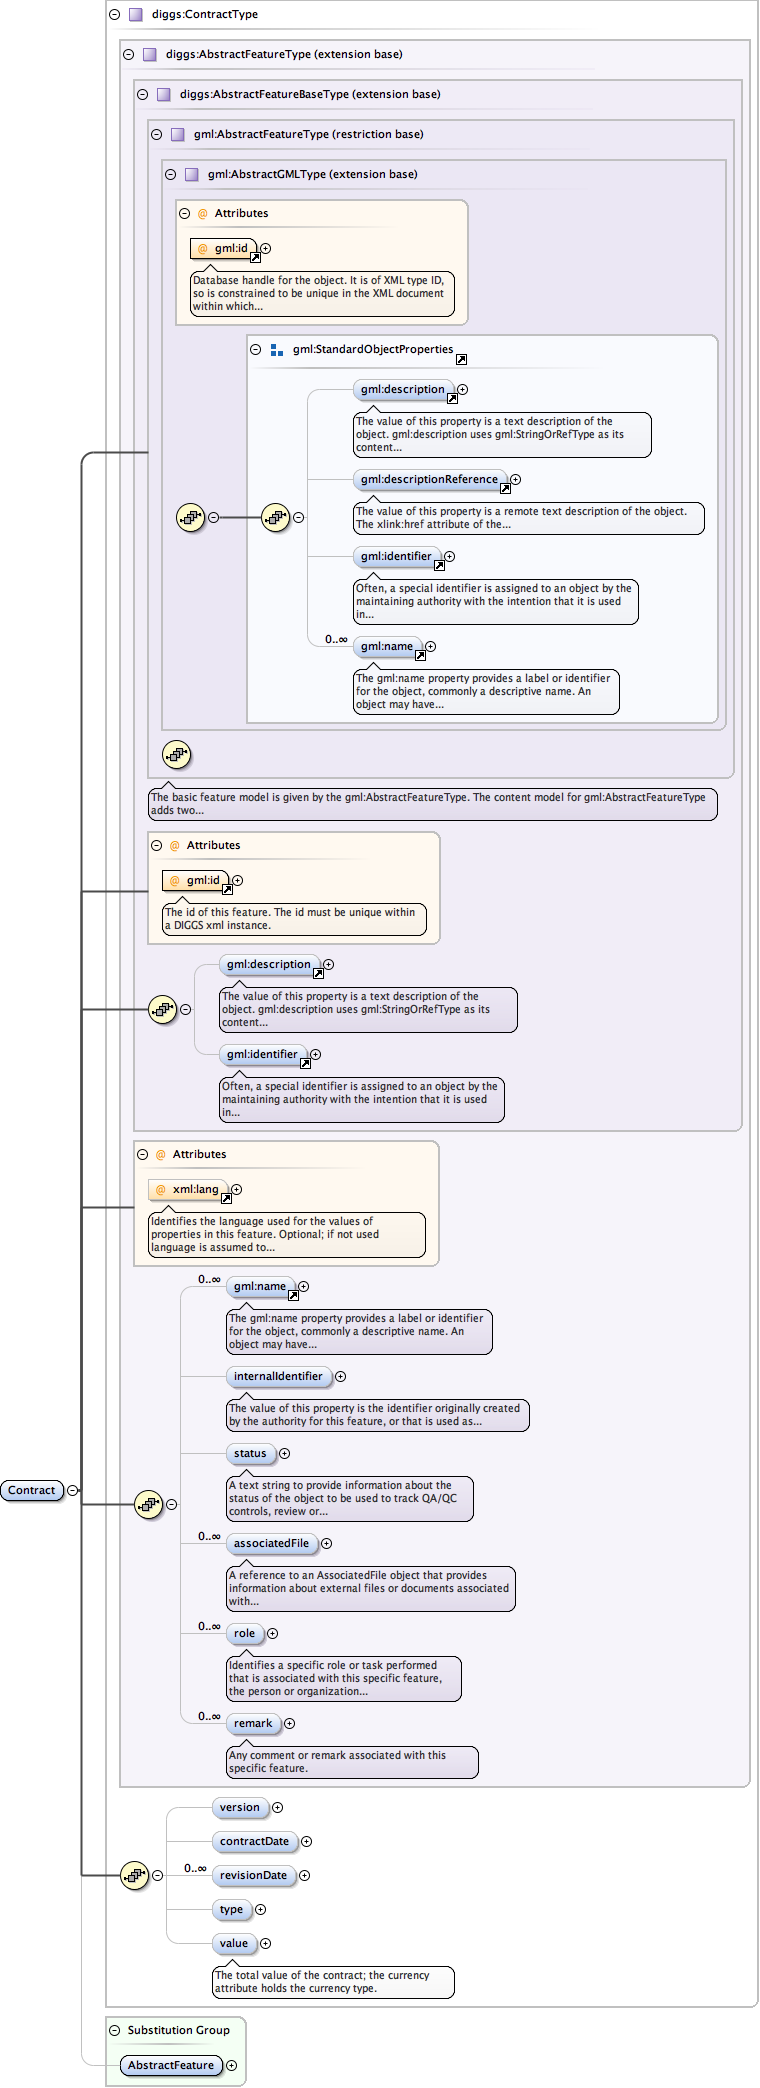 diggs:ContractType
diggs:AbstractFeatureType (extension base)
diggs:AbstractFeatureBaseType (extension base)
gml:AbstractFeatureType (restriction base)
gml:AbstractGMLType (extension base)
@ Attributes
@ gml:id
Database handle for the object. It is of XML type ID,
so is constrained to be unique in the XML document
within which...
gml:StandardObjectProperties
gml:description
The value of this property is a text description of the
object. gml:description uses gml:StringOrRefType as its
content...
gml:descriptionReference
The value of this property is a remote text description of the object.
The xlink:href attribute of the...
gml:identifier
Often, a special identifier is assigned to an object by the
maintaining authority with the intention that it is used
in...
0..∞
gml:name
The gml:name property provides a label or identifier
for the object, commonly a descriptive name. An
object may have...
The basic feature model is given by the gml:AbstractFeatureType. The content model for gml:AbstractFeatureType
adds two...
@ Attributes
@ gml:id
The id of this feature. The id must be unique within
a DIGGS xml instance.
gml:description
The value of this property is a text description of the
object. gml:description uses gml:StringOrRefType as its
content...
gml:identifier
Often, a special identifier is assigned to an object by the
maintaining authority with the intention that it is used
in...
@ Attributes
@ xml:lang
Identifies the language used for the values of
properties in this feature. Optional; if not used
language is assumed to...
0..∞
gml:name
The gml:name property provides a label or identifier
for the object, commonly a descriptive name. An
object may have...
internalIdentifier
The value of this property is the identifier originally created
by the authority for this feature, or that is used as...
status
A text string to provide information about the
status of the object to be used to track QA/QC
controls, review or...
Contract
0..∞
associatedFile
A reference to an AssociatedFile object that provides
information about external files or documents associated
with...
0..∞
role
Identifies a specific role or task performed
that is associated with this specific feature,
the person or organization...
0..∞
remark
Any comment or remark associated with this
specific feature.
version
contractDate
0..∞
revisionDate
type
value
The total value of the contract; the currency
attribute holds the currency type.
Substitution Group
AbstractFeature